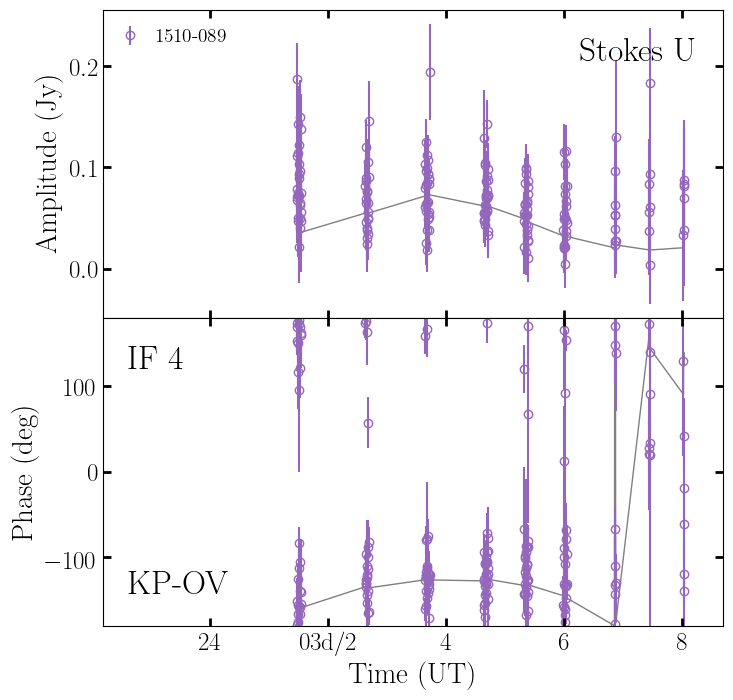 1510-089
Stokes U
Amplitude (Jy)
0.2
0.1
0.0
IF 4
KP-OV
Phase (deg)
100
0
−100
24
03d/2
4
6
8
Time (UT)